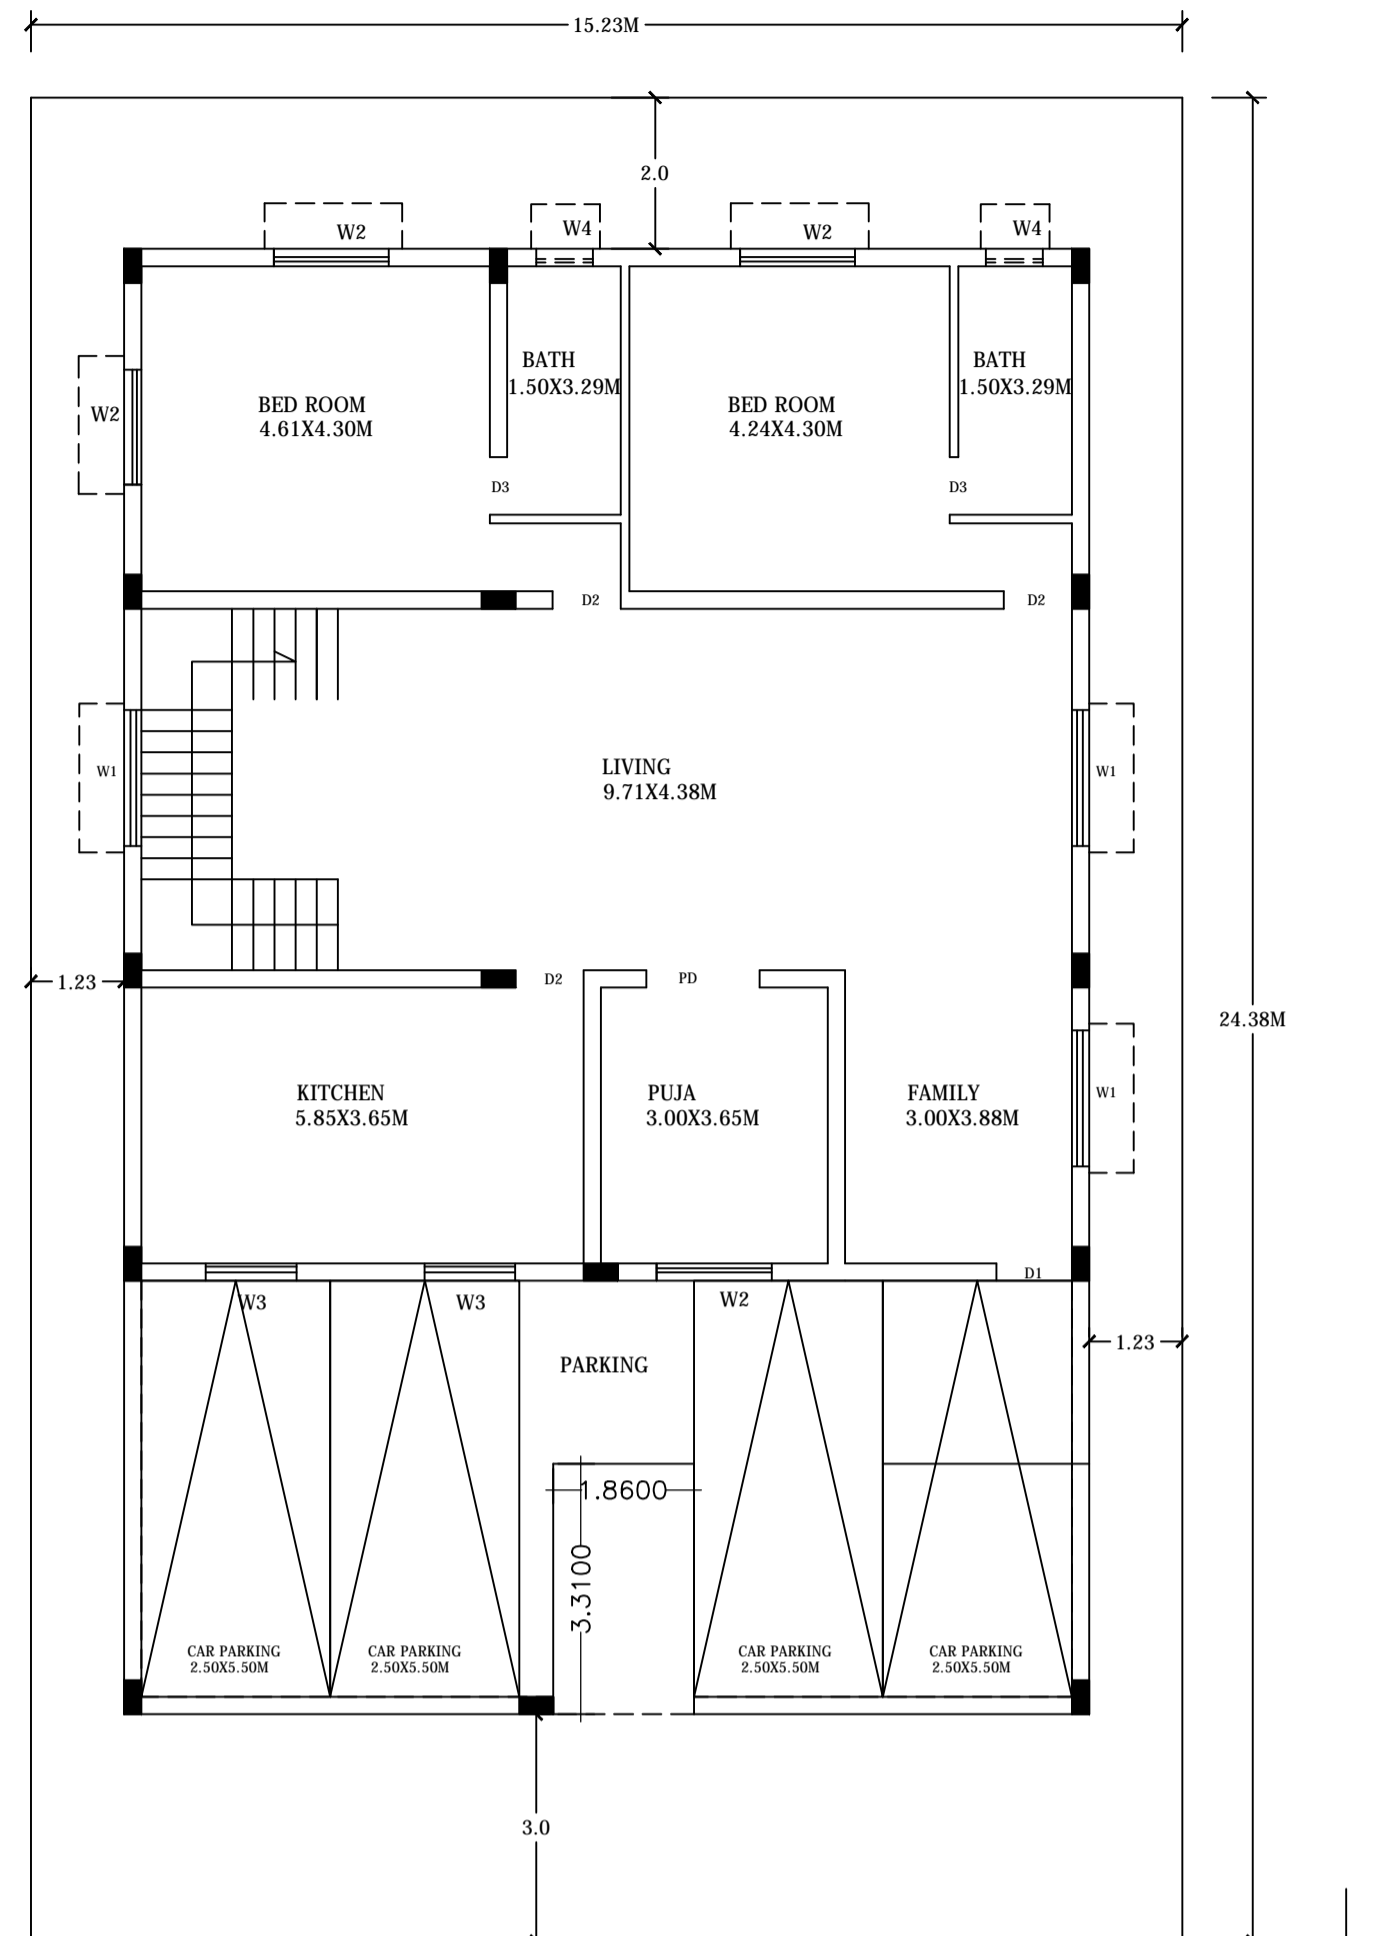 15.23M
2.0
W2
W4
W2
W4
BATH
1.50X3.29M
BATH
1.50X3.29M
W2
BED ROOM
4.61X4.30M
BED ROOM
4.24X4.30M
D3
D3
D2
D2
LIVING
9.71X4.38M
W1
W1
1.23
D2
PD
24.38M
KITCHEN
5.85X3.65M
PUJA
3.00X3.65M
FAMILY
3.00X3.88M
W1
D1
W3
W3
W2
1.23
PARKING
1.8600
3.3100
CAR PARKING
2.50X5.50M
CAR PARKING
2.50X5.50M
CAR PARKING
2.50X5.50M
CAR PARKING
2.50X5.50M
3.0